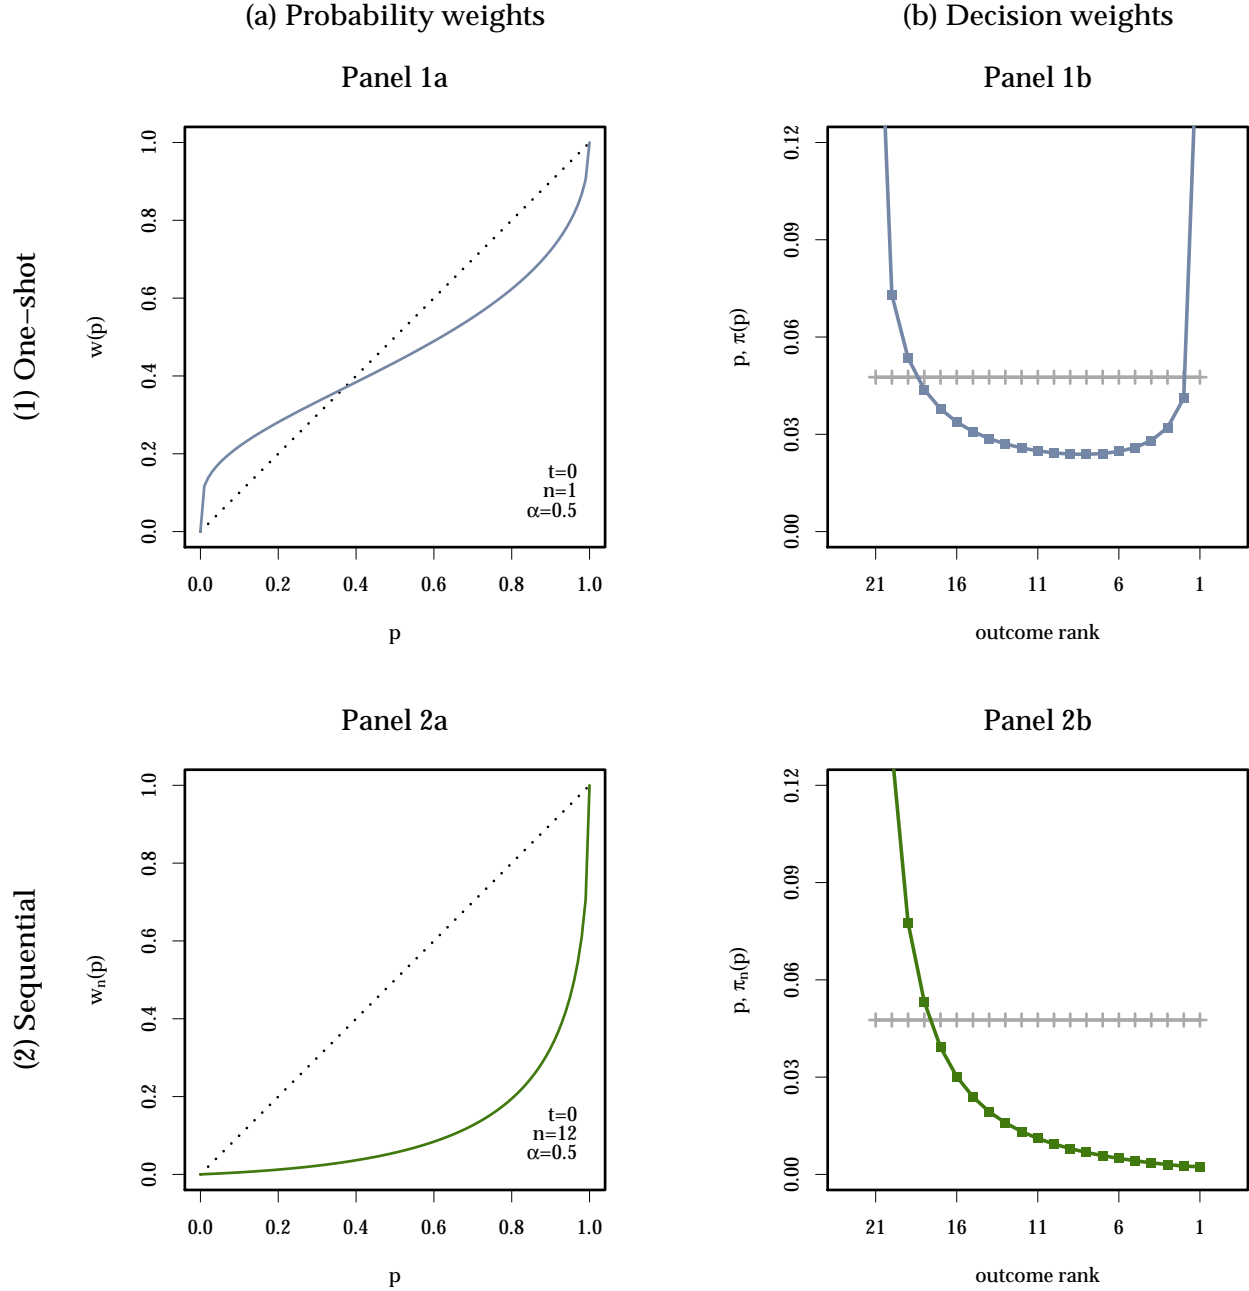 (a) Probability weights
(b) Decision weights
(1) One−shot
Panel 1a
w(p)
1.0
0.8
0.6
0.4
0.2
0.0
t=0
n=1
α=0.5
0.0 0.2 0.4 0.6 0.8 1.0
p
Panel 1b
p, π(p)
0.12
0.09
0.06
0.03
0.00
21 16 11 6 1
outcome rank
(2) Sequential
Panel 2a
wn(p)
1.0
0.8
0.6
0.4
0.2
0.0
t=0
n=12
α=0.5
0.0 0.2 0.4 0.6 0.8 1.0
p
Panel 2b
p, πn(p)
0.12
0.09
0.06
0.03
0.00
21 16 11 6 1
outcome rank